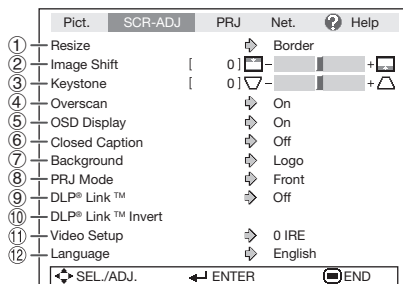 Pict. SCR-ADJ PRJ Net. Help
① Resize Border
② Image Shift [ 0 ] − +
③ Keystone [ 0 ] − +
④ Overscan On
⑤ OSD Display On
⑥ Closed Caption Off
⑦ Background Logo
⑧ PRJ Mode Front
⑨ DLP® Link ™ Off
⑩ DLP® Link ™ Invert
⑪ Video Setup 0 IRE
⑫ Language English
SEL./ADJ. ENTER END